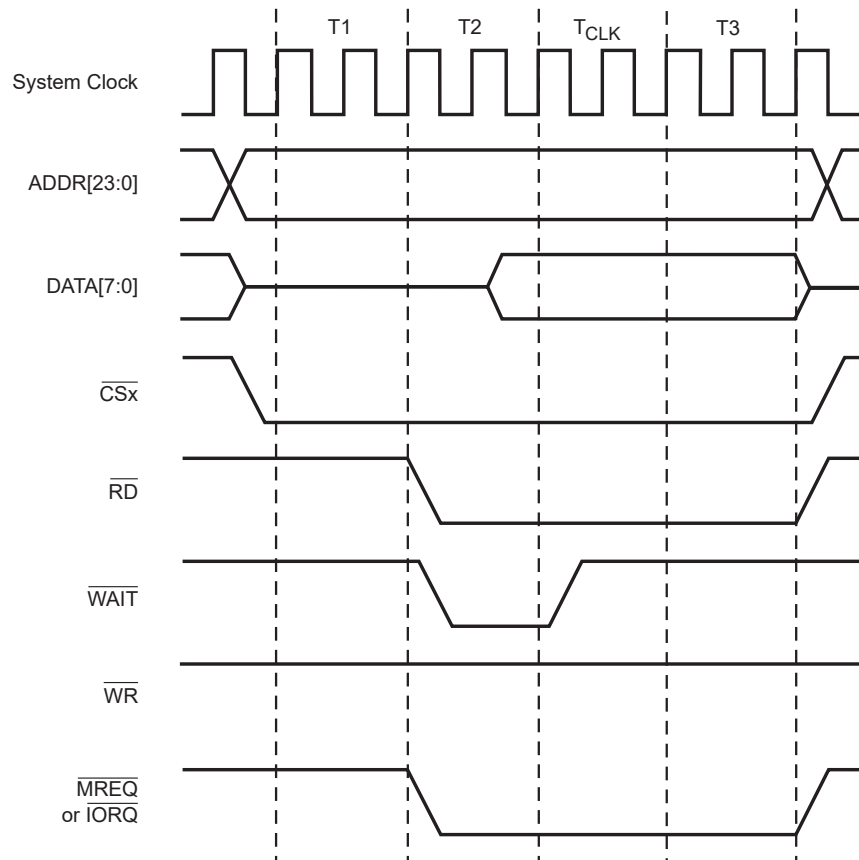 T1 T2 TCLK T3
System Clock
ADDR[23:0]
DATA[7:0]
CSx
RD
WAIT
WR
MREQ
or IORQ